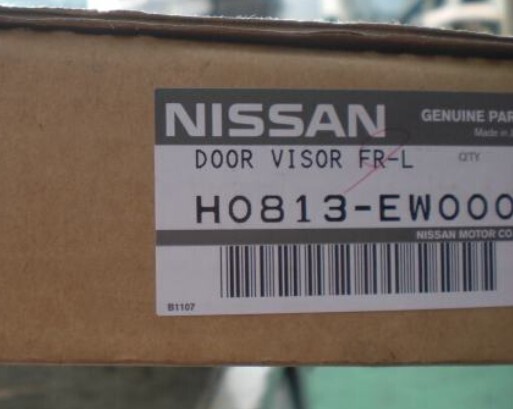 NISSAN
GENUINE PAR
Made in
DOOR VISOR FR-L
QTY
H0813-EW000
NISSAN MOTOR CO
B1107